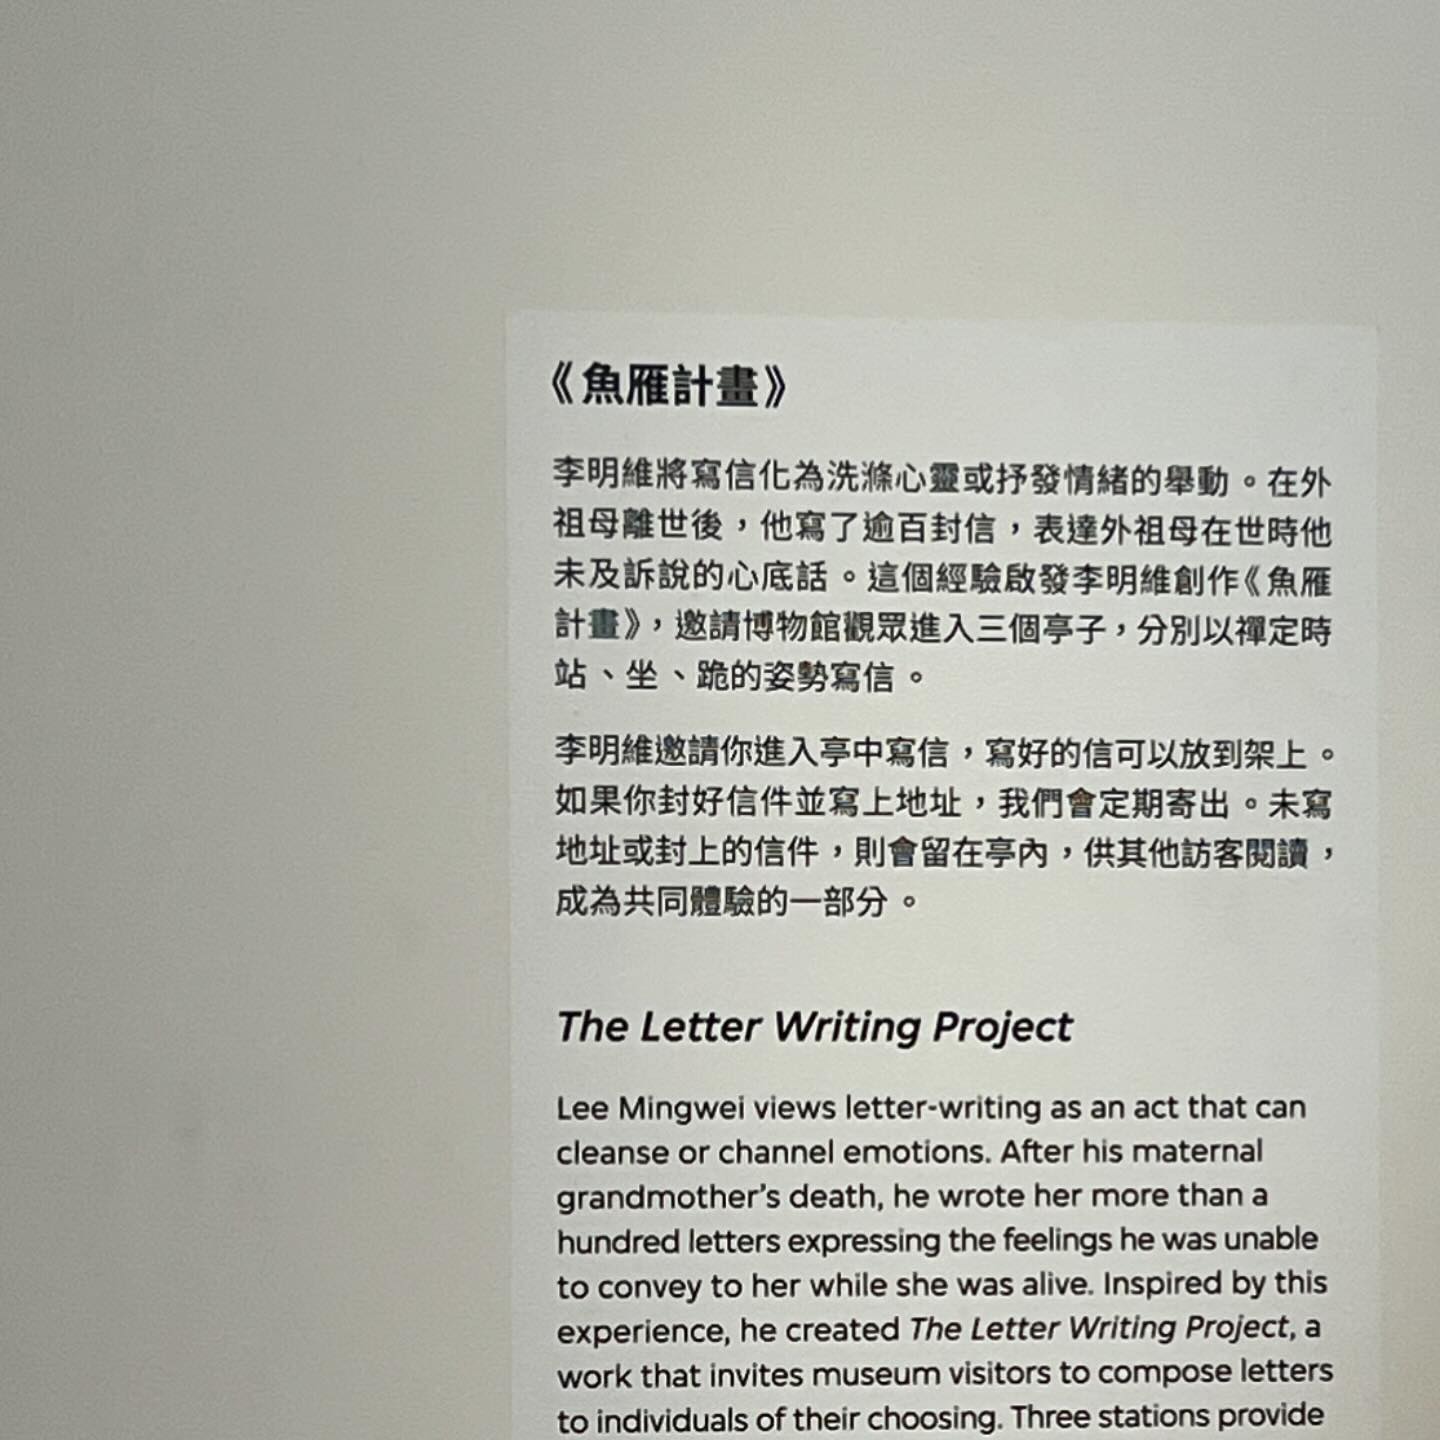 《魚雁計畫》
李明維將寫信化為洗滌心靈或抒發情緒的舉動。在外
祖母離世後，他寫了逾百封信，表達外祖母在世時他
未及訴說的心底話。這個經驗啟發李明維創作《魚雁
計畫》，邀請博物館觀眾進入三個亭子，分別以禪定時
站、坐、跪的姿勢寫信。
李明維邀請你進入亭中寫信，寫好的信可以放到架上。
如果你封好信件並寫上地址，我們會定期寄出。未寫
地址或封上的信件，則會留在亭內，供其他訪客閱讀，
成為共同體驗的一部分。
The Letter Writing Project
Lee Mingwei views letter-writing as an act that can
cleanse or channel emotions. After his maternal
grandmother’s death, he wrote her more than a
hundred letters expressing the feelings he was unable
to convey to her while she was alive. Inspired by this
experience, he created The Letter Writing Project, a
work that invites museum visitors to compose letters
to individuals of their choosing. Three stations provide